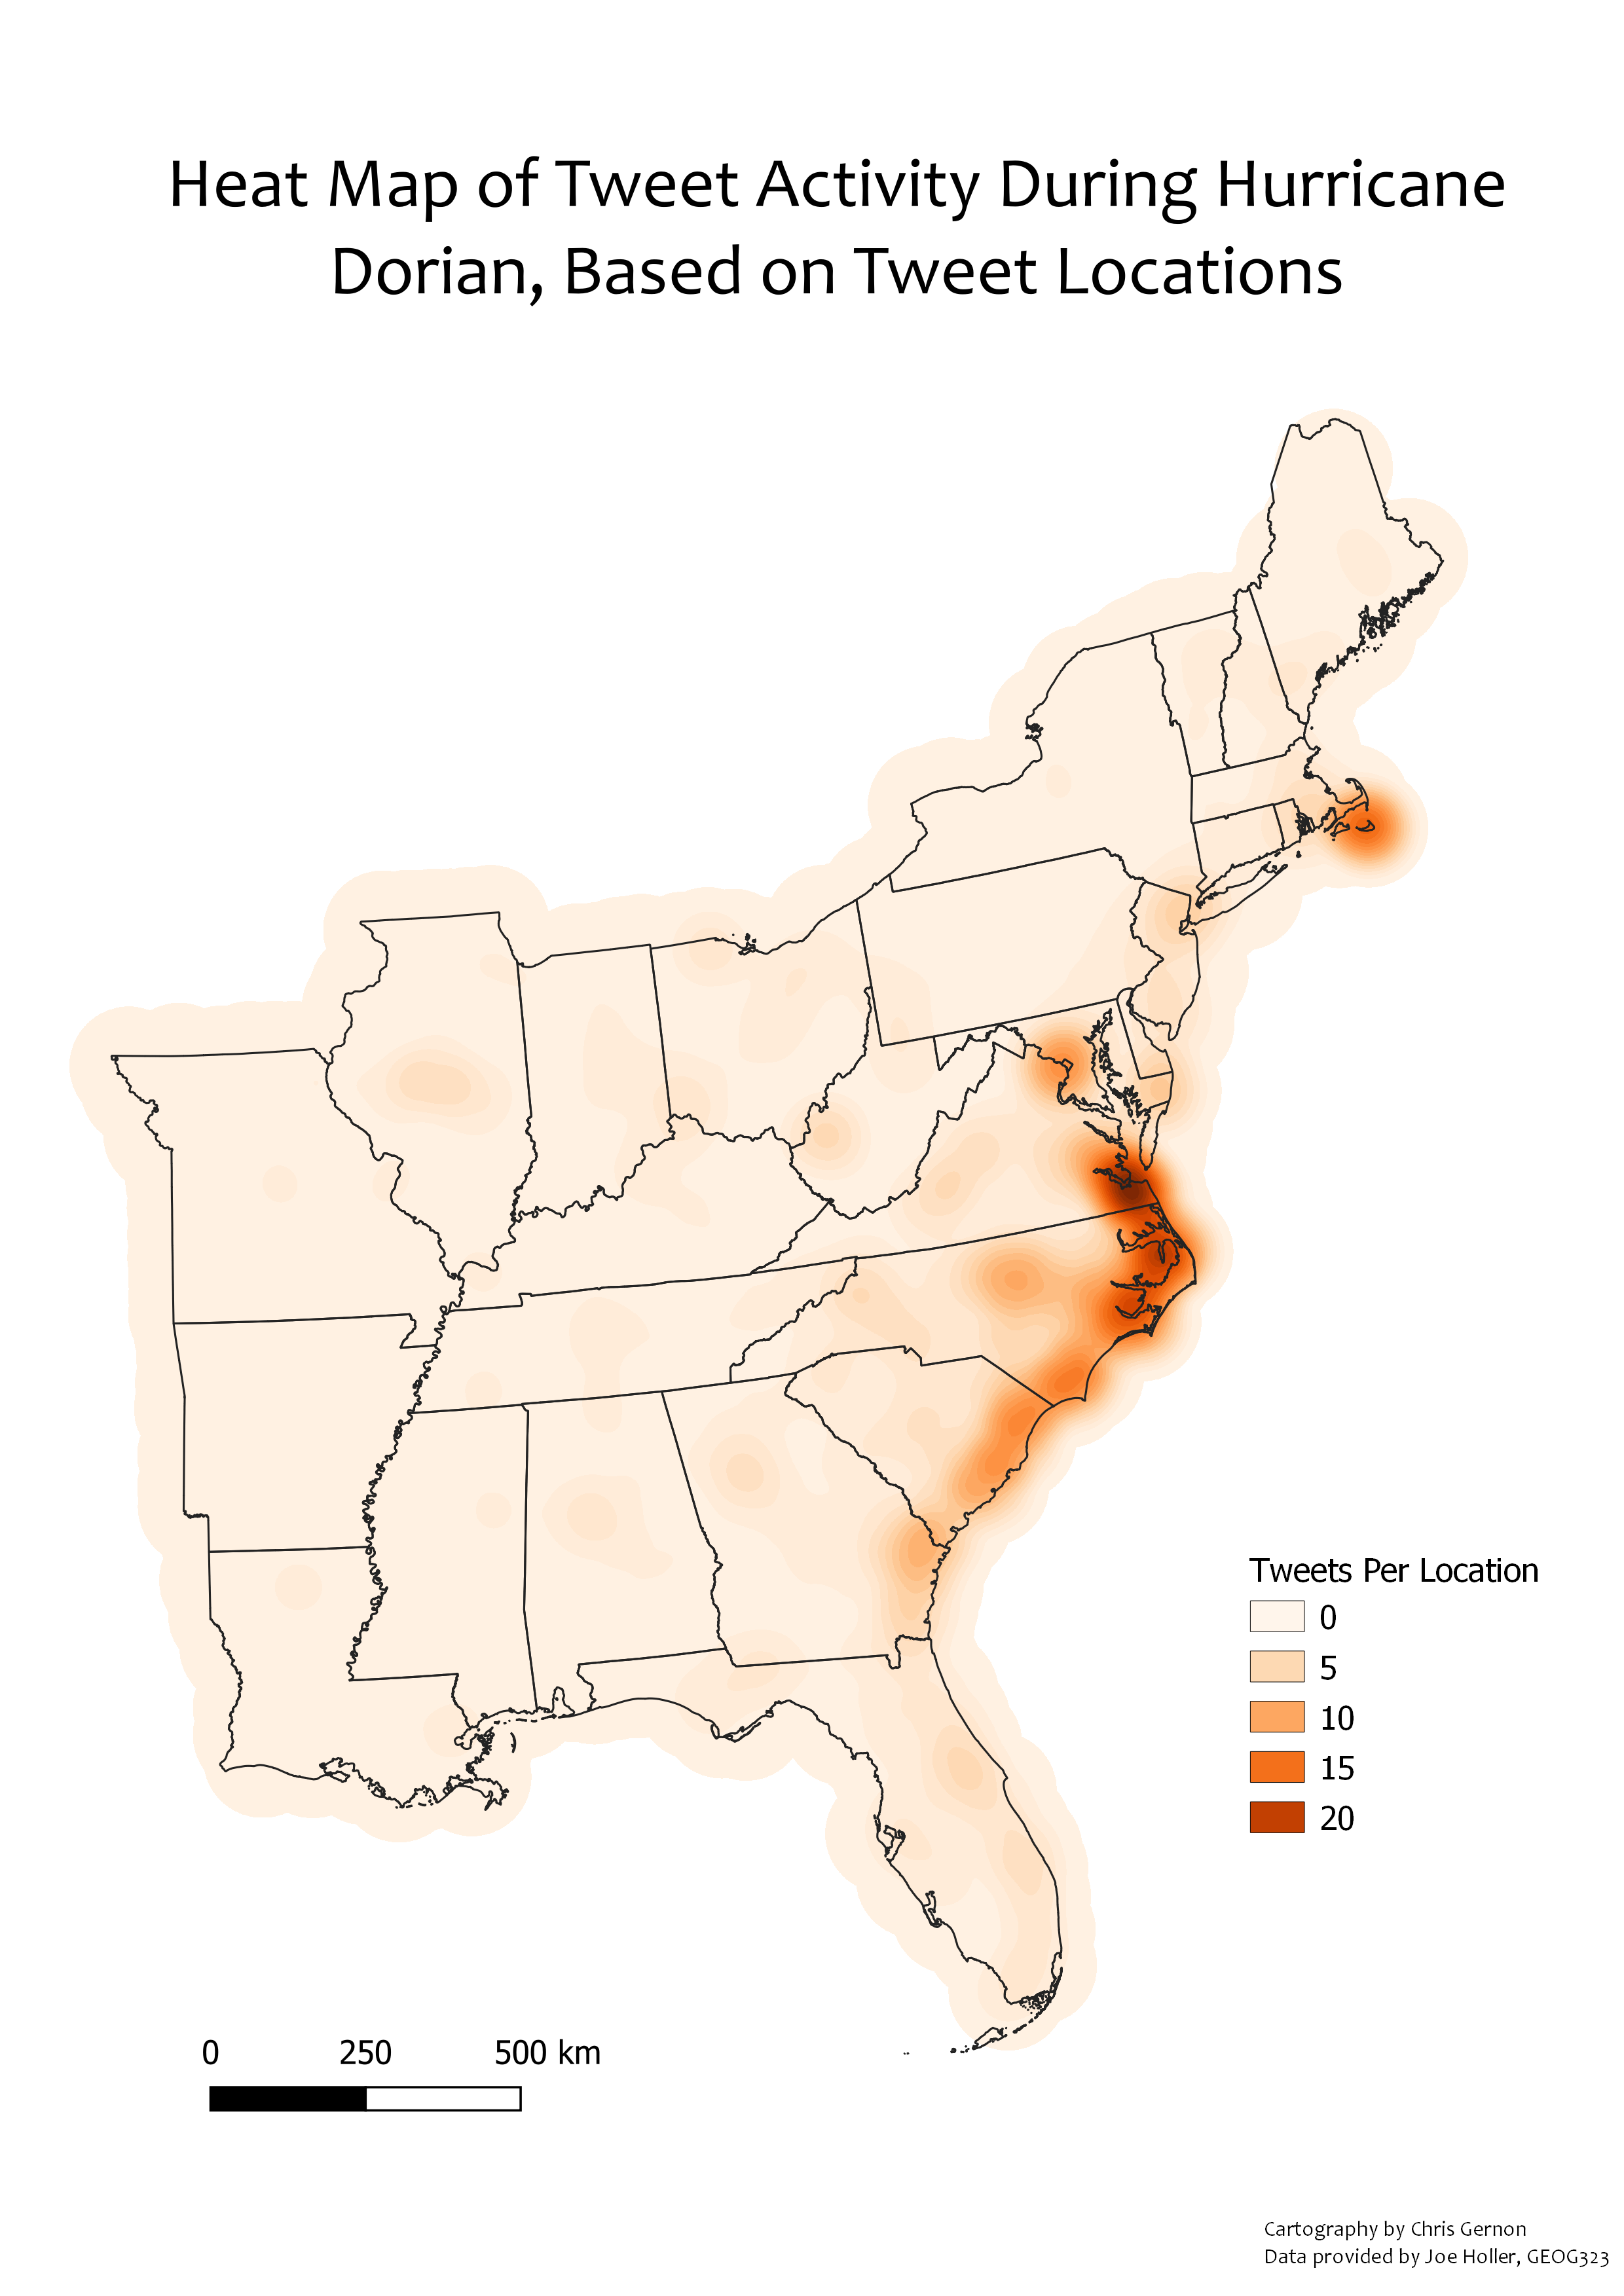 Heat Map of Tweet Activity During Hurricane
Dorian, Based on Tweet Locations
Tweets Per Location
0
5
10
15
20
0 250 500 km
Cartography by Chris Gernon
Data provided by Joe Holler, GEOG323